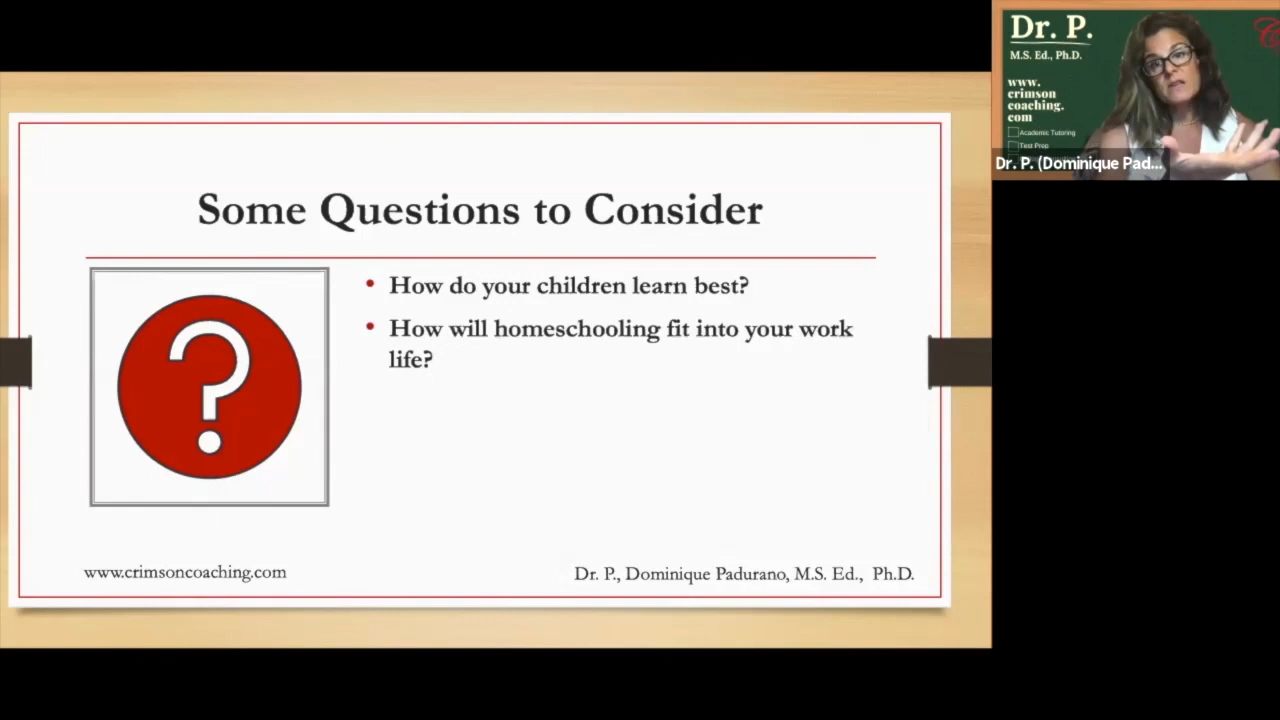 Some Questions to Consider
• How do your children learn best?
• How will homeschooling fit into your work
life?
www.crimsoncoaching.com
Dr. P., Dominique Padurano, M.S. Ed., Ph.D.
Dr. P.
M.S. Ed., Ph.D.
www.
crimson
coaching.
com
Academic Tutoring
Test Prep
Dr. P. (Dominique Pad...